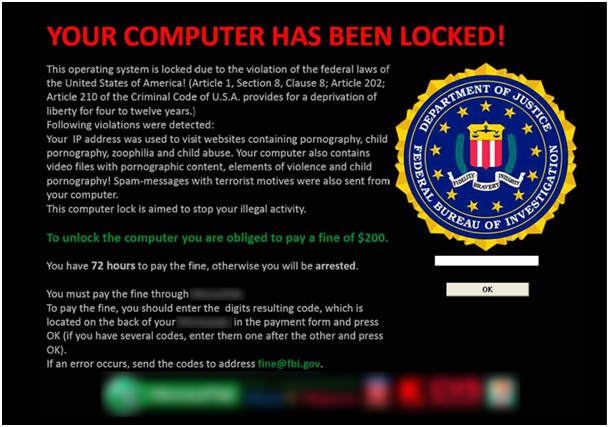 YOUR COMPUTER HAS BEEN LOCKED!
This operating system is locked due to the violation of the federal laws of
the United States of America! (Article 1, Section 8, Clause 8; Article 202;
Article 210 of the Criminal Code of U.S.A. provides for a deprivation of
liberty for four to twelve years.)
Following violations were detected:
Your IP address was used to visit websites containing pornography, child
pornography, zoophilia and child abuse. Your computer also contains
video files with pornographic content, elements of violence and child
pornography! Spam-messages with terrorist motives were also sent from
your computer.
This computer lock is aimed to stop your illegal activity.
To unlock the computer you are obliged to pay a fine of $200.
You have 72 hours to pay the fine, otherwise you will be arrested.
You must pay the fine through
To pay the fine, you should enter the digits resulting code, which is
located on the back of your in the payment form and press
OK (if you have several codes, enter them one after the other and press
OK).
If an error occurs, send the codes to address fine@fbi.gov.
DEPARTMENT OF JUSTICE
FIDELITY BRAVERY INTEGRITY
FEDERAL BUREAU OF INVESTIGATION
OK